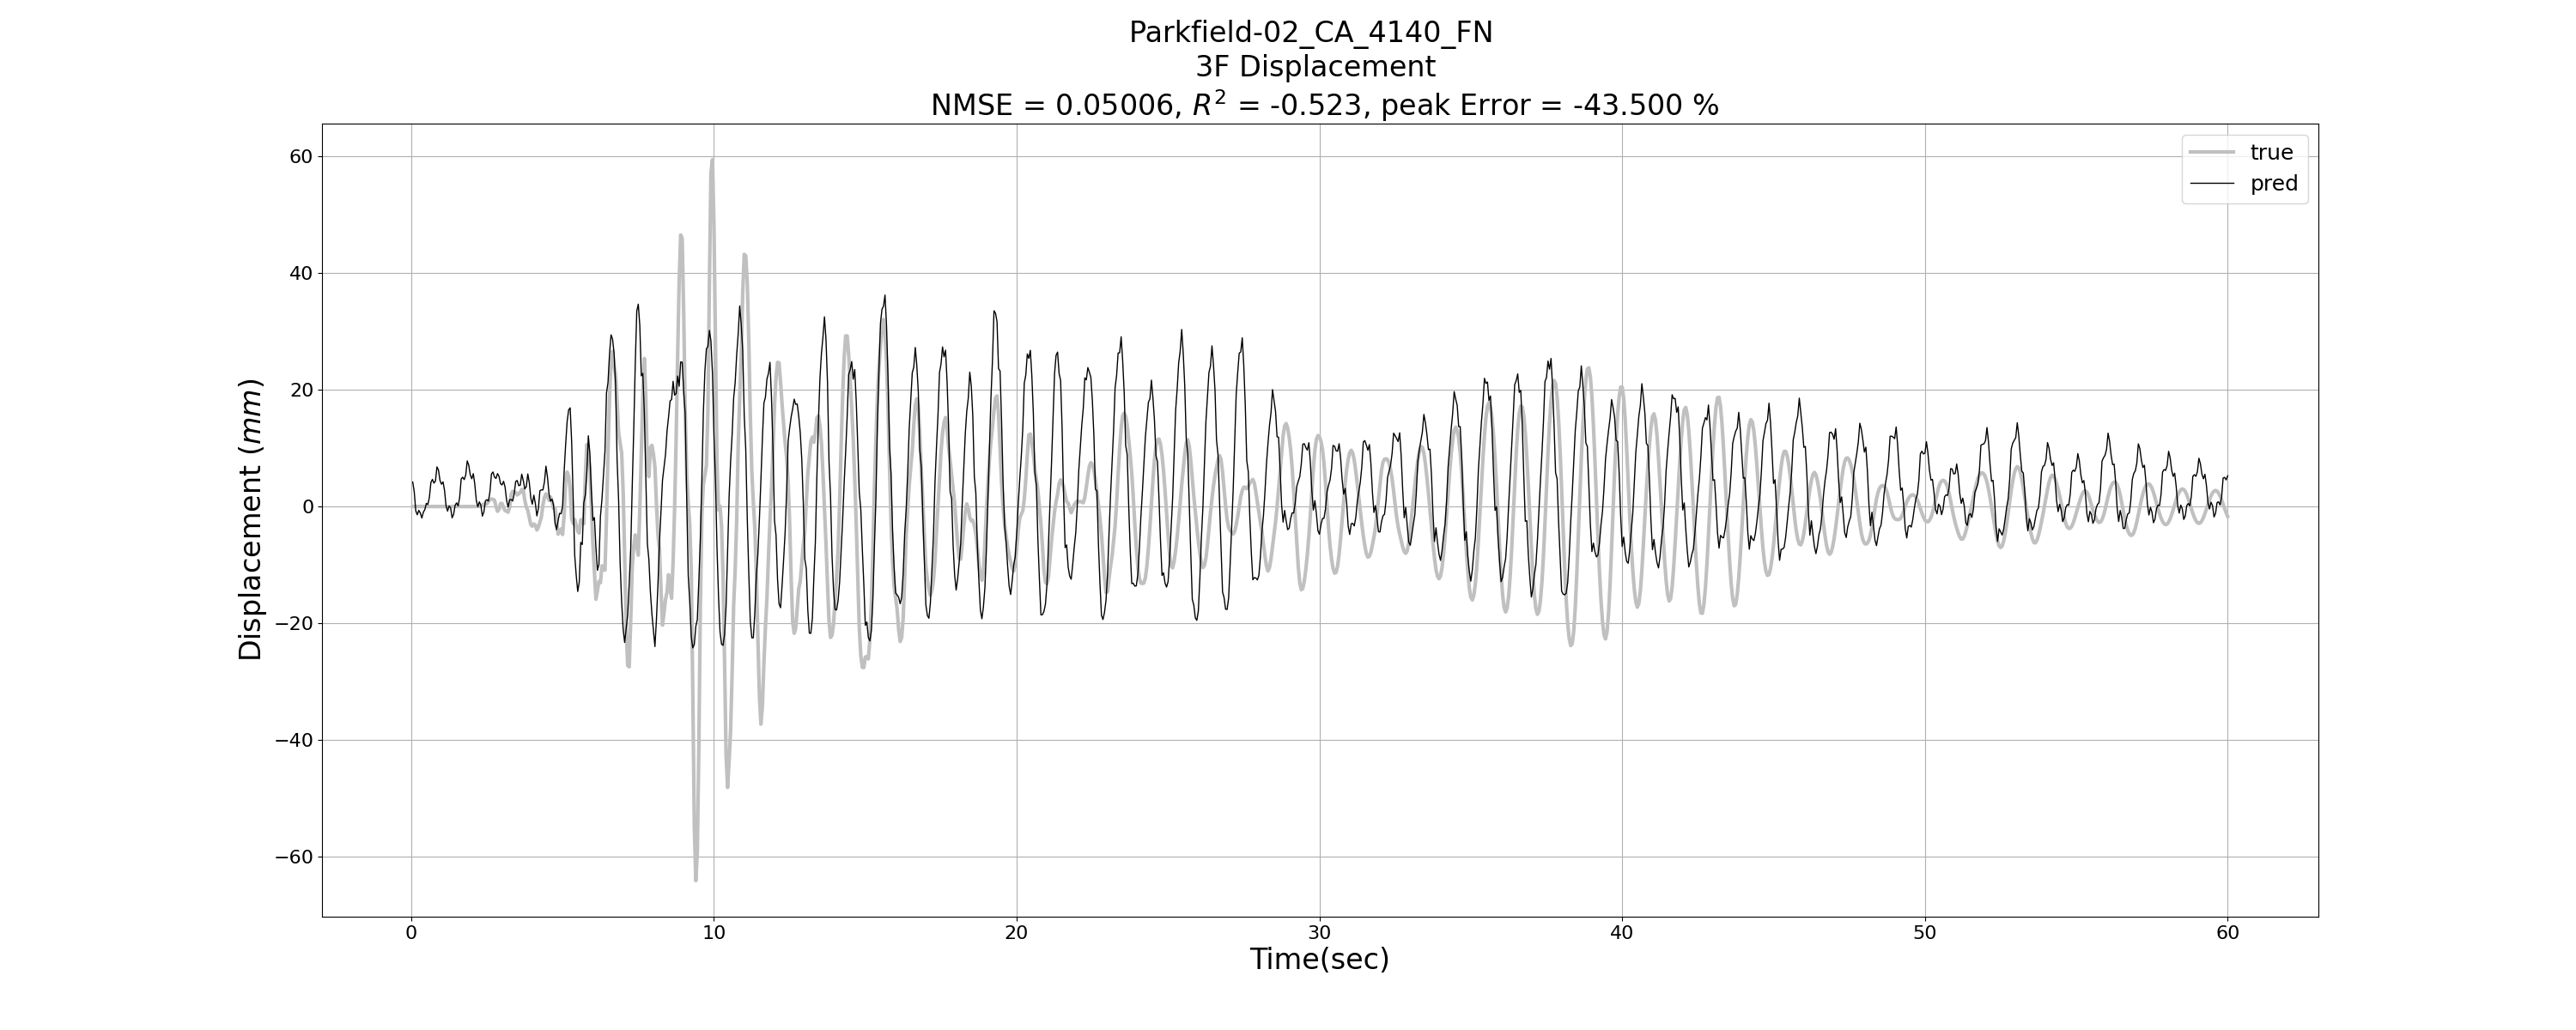 Parkfield-02_CA_4140_FN
3F Displacement
NMSE = 0.05006, R² = -0.523, peak Error = -43.500 %
true
pred
60
40
20
0
−20
−40
−60
Displacement (mm)
0 10 20 30 40 50 60
Time(sec)